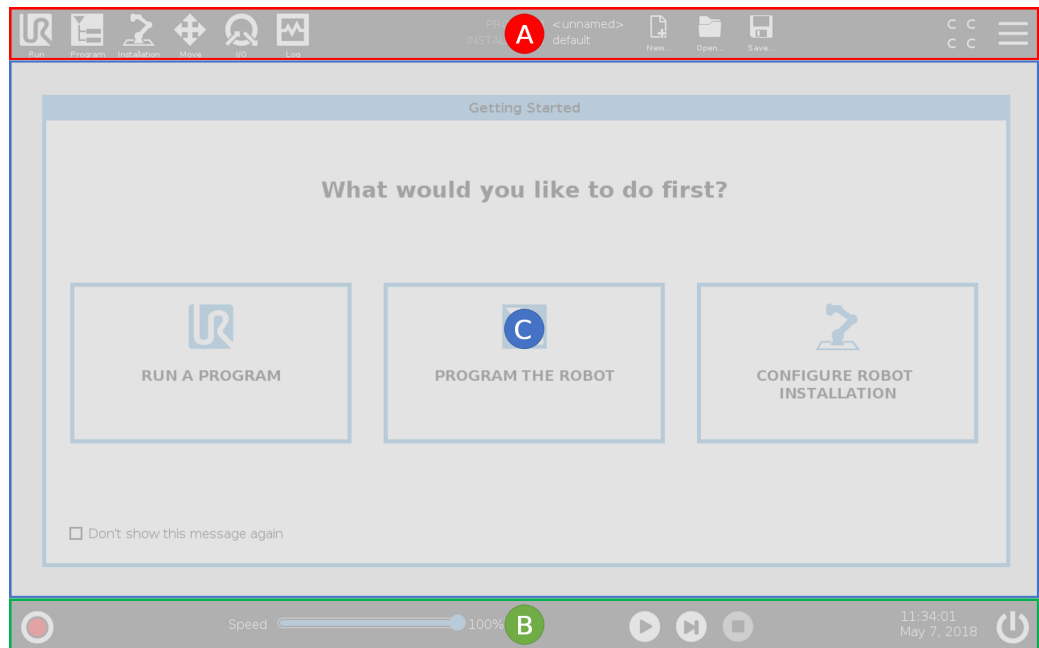 <unnamed>
default
Run
Program
Installation
Move
I/O
Log
New...
Open...
Save...
C C
C C
A
Getting Started
What would you like to do first?
C
RUN A PROGRAM
PROGRAM THE ROBOT
CONFIGURE ROBOT
INSTALLATION
Don't show this message again
Speed
100%
B
11:34:01
May 7, 2018